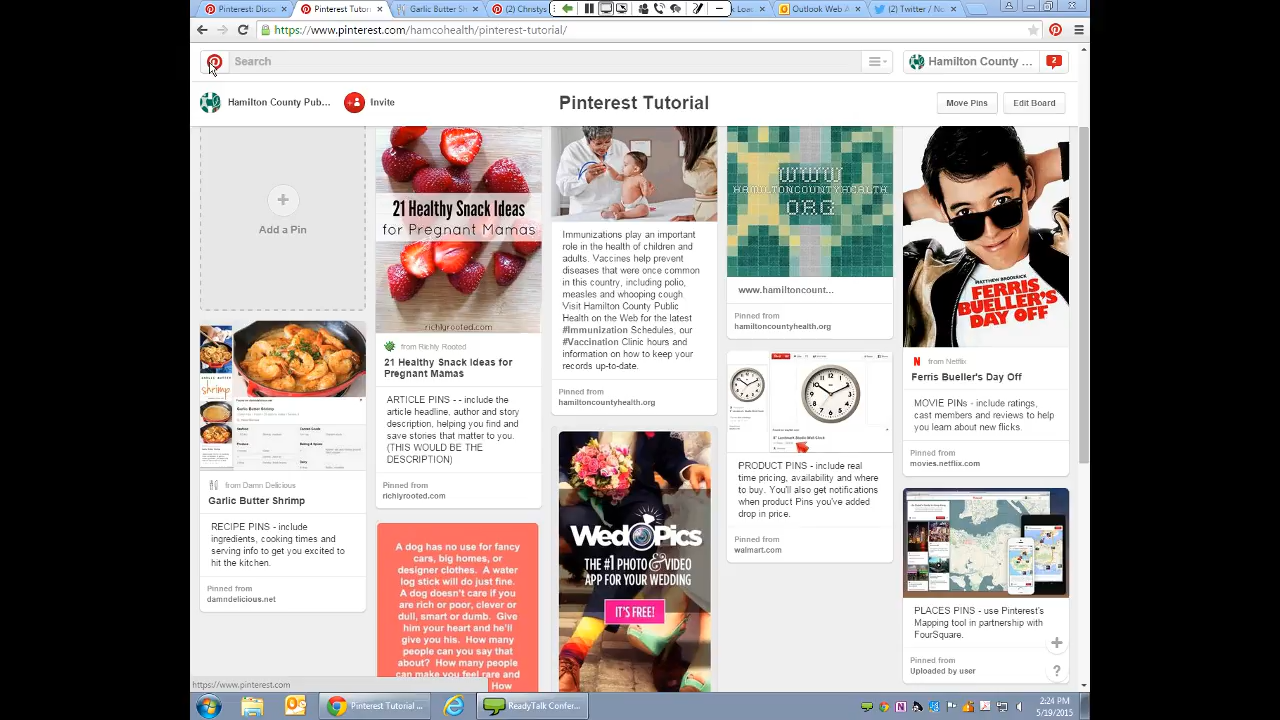 Pinterest: Disco
Pinterest Tutor
Garlic Butter Sh
(2) Christys
Loa
Outlook Web A
(2) Twitter / Not
https://www.pinterest.com/hamcohealth/pinterest-tutorial/
Search
Hamilton County ...
2
Hamilton County Pub...
Invite
Pinterest Tutorial
Move Pins
Edit Board
Add a Pin
from Damn Delicious
Garlic Butter Shrimp
RECIPE PINS - include
ingredients, cooking times and
serving info to get you excited to
hit the kitchen.
Pinned from
damndelicious.net
21 Healthy Snack Ideas
for Pregnant Mamas
richlyrooted.com
from Richly Rooted
21 Healthy Snack Ideas for
Pregnant Mamas
ARTICLE PINS - - include the
article headline, author and story
description, helping you find and
save stories that matter to you.
(THIS WOULD BE THE
DESCRIPTION)
Pinned from
richlyrooted.com
A dog has no use for fancy
cars, big homes, or
designer clothes. A water
log stick will do just fine.
A dog doesn't care if you
are rich or poor, clever or
dull, smart or dumb. Give
him your heart and he'll
give you his. How many
people can you say that
about? How many people
can make you feel rare and
How
Immunizations play an important
role in the health of children and
adults. Vaccines help prevent
diseases that were once common
in this country, including polio,
measles and whooping cough
Visit Hamilton County Public
Health on the Web for the latest
#Immunization Schedules, our
#Vaccination Clinic hours and
information on how to keep your
records up-to-date.
Pinned from
hamiltoncountyhealth.org
WedPics
THE #1 PHOTO & VIDEO
APP FOR YOUR WEDDING
IT'S FREE!
WWW
HAMILTONCOUNTYHEALTH
ORG
www.hamiltoncount...
Pinned from
hamiltoncountyhealth.org
PRODUCT PINS - include real
time pricing, availability and where
to buy. You'll also get notifications
when product Pins you've added
drop in price.
Pinned from
walmart.com
MATTHEW BRODERICK
FERRIS
BUELLER'S
DAY OFF
from Netflix
Ferris Bueller's Day Off
MOVIE PINs - include ratings,
cast members and reviews to help
you learn about new flicks.
Pinned from
movies.netflix.com
PLACES PINS - use Pinterest's
Mapping tool in partnership with
FourSquare.
Pinned from
Uploaded by user
https://www.pinterest.com
Pinterest Tutorial ...
ReadyTalk Confer...
2:24 PM
5/19/2015